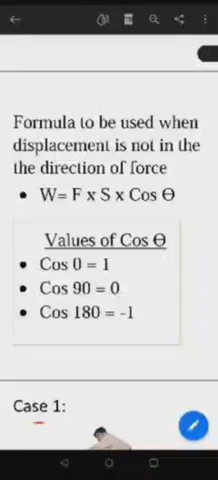 Formula to be used when
displacement is not in the
the direction of force
• W= F x S x Cos Θ
Values of Cos Θ
• Cos 0 = 1
• Cos 90 = 0
• Cos 180 = -1
Case 1: